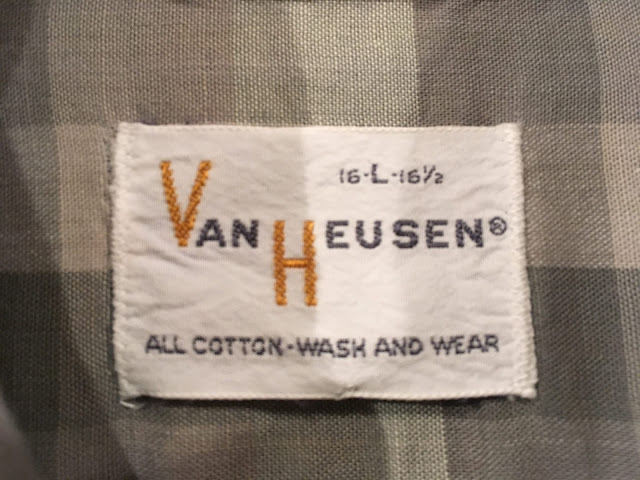 16-L-16½
VAN HEUSEN®
ALL COTTON-WASH AND WEAR